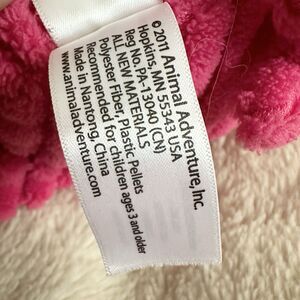 © 2011 Animal Adventure, Inc.
Hopkins, MN 55343 USA
Reg No. PA-13040 (CN)
ALL NEW MATERIALS
Polyester Fiber, Plastic Pellets
Recommended for children ages 3 and older
Made in Nantong, China
www.animaladventure.com